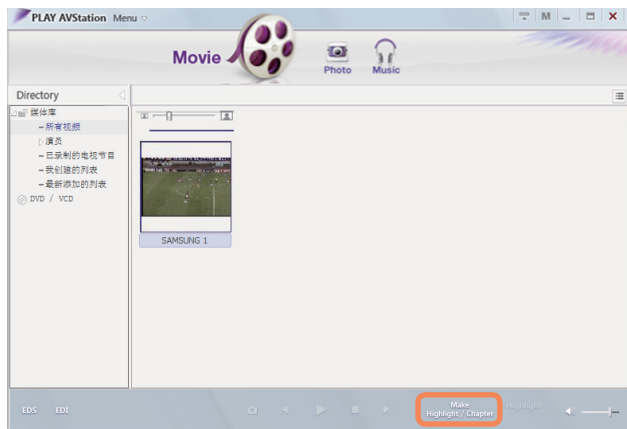 PLAY AVStation Menu
M
Movie
Photo
Music
Directory
媒体库
所有视频
演员
已录制的电视节目
我创建的列表
最新添加的列表
DVD / VCD
SAMSUNG 1
EDS EDI
Make
Highlight / Chapter
Highlight